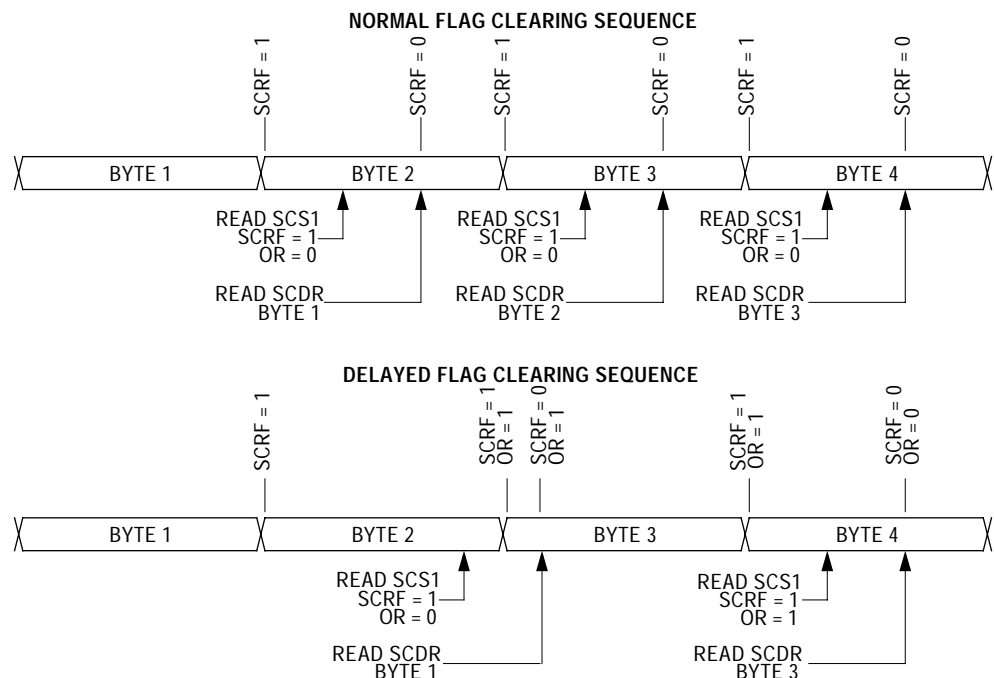 NORMAL FLAG CLEARING SEQUENCE
SCRF = 1
SCRF = 0
SCRF = 1
SCRF = 0
SCRF = 1
SCRF = 0
BYTE 1
BYTE 2
BYTE 3
BYTE 4
READ SCS1
SCRF = 1
OR = 0
READ SCS1
SCRF = 1
OR = 0
READ SCS1
SCRF = 1
OR = 0
READ SCDR
BYTE 1
READ SCDR
BYTE 2
READ SCDR
BYTE 3
DELAYED FLAG CLEARING SEQUENCE
SCRF = 1
SCRF = 1
OR = 1
SCRF = 0
OR = 1
SCRF = 1
OR = 1
SCRF = 0
OR = 0
BYTE 1
BYTE 2
BYTE 3
BYTE 4
READ SCS1
SCRF = 1
OR = 0
READ SCS1
SCRF = 1
OR = 1
READ SCDR
BYTE 1
READ SCDR
BYTE 3